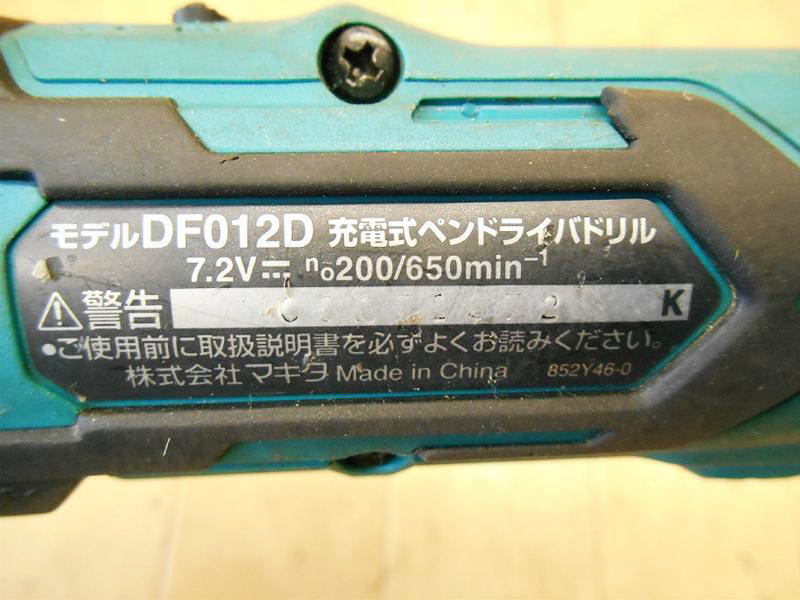 モデルDF012D 充電式ペンドライバドリル
7.2V⎓ n₀200/650min⁻¹
⚠警告 K
●ご使用前に取扱説明書を必ずよくお読みください。
株式会社 マキタ Made in China 852Y46-0